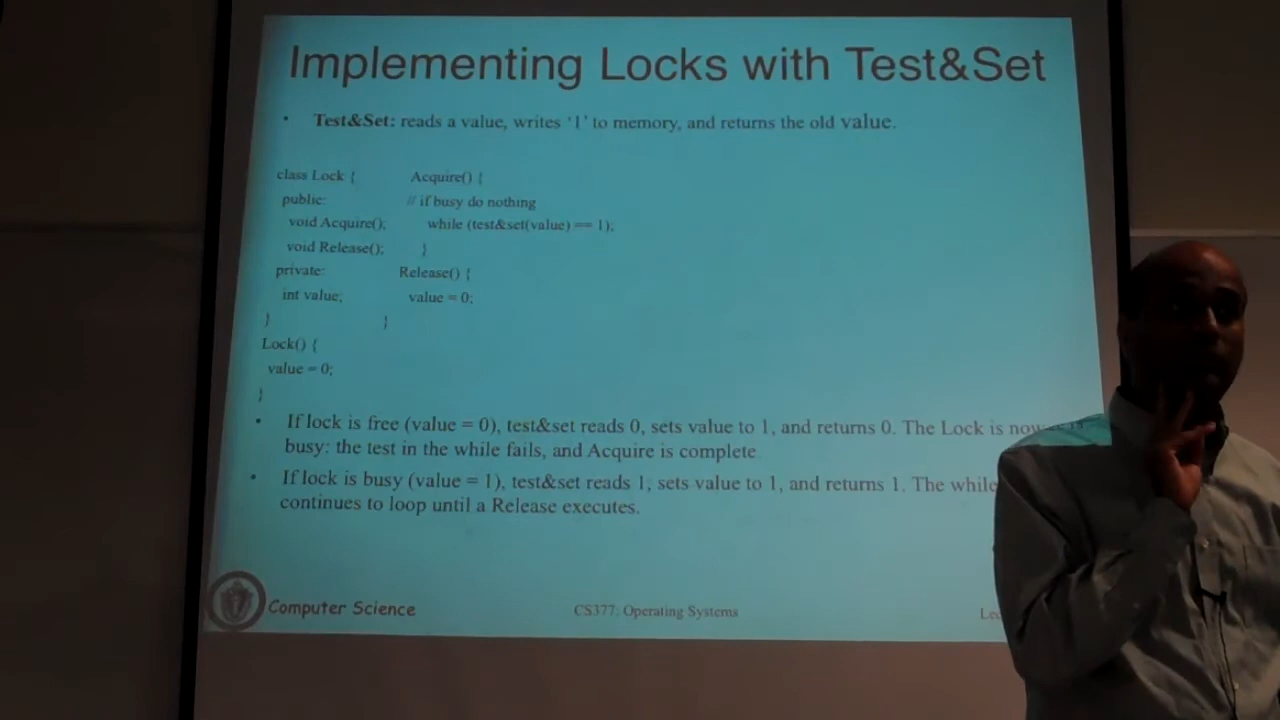 Implementing Locks with Test&Set
• Test&Set: reads a value, writes '1' to memory, and returns the old value.
class Lock { Acquire() {
public: // if busy do nothing
void Acquire(); while (test&set(value) == 1);
void Release(); }
private: Release() {
int value; value = 0;
} }
Lock() {
value = 0;
}
• If lock is free (value = 0), test&set reads 0, sets value to 1, and returns 0. The Lock is now
busy: the test in the while fails, and Acquire is complete
• If lock is busy (value = 1), test&set reads 1, sets value to 1, and returns 1. The while
continues to loop until a Release executes.
Computer Science CS377: Operating Systems